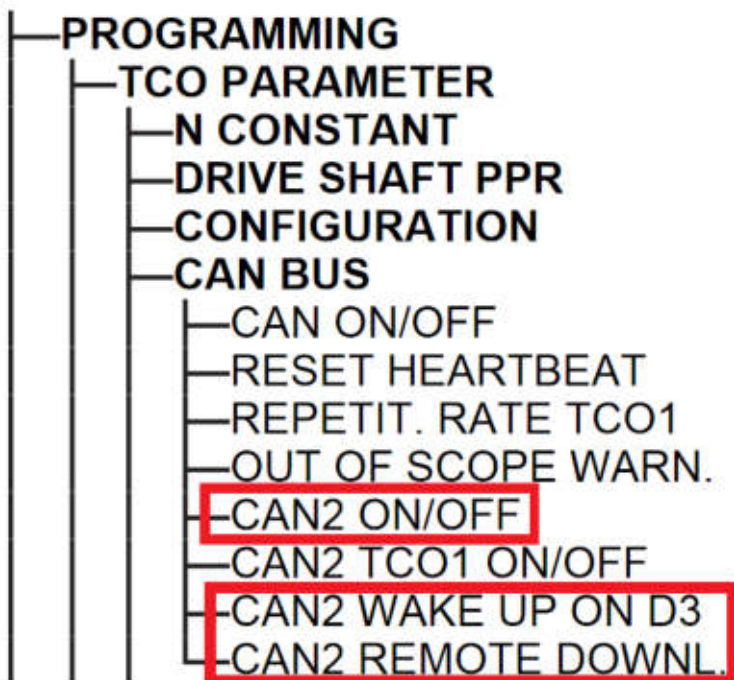 PROGRAMMING
TCO PARAMETER
N CONSTANT
DRIVE SHAFT PPR
CONFIGURATION
CAN BUS
CAN ON/OFF
RESET HEARTBEAT
REPETIT. RATE TCO1
OUT OF SCOPE WARN.
CAN2 ON/OFF
CAN2 TCO1 ON/OFF
CAN2 WAKE UP ON D3
CAN2 REMOTE DOWNL.